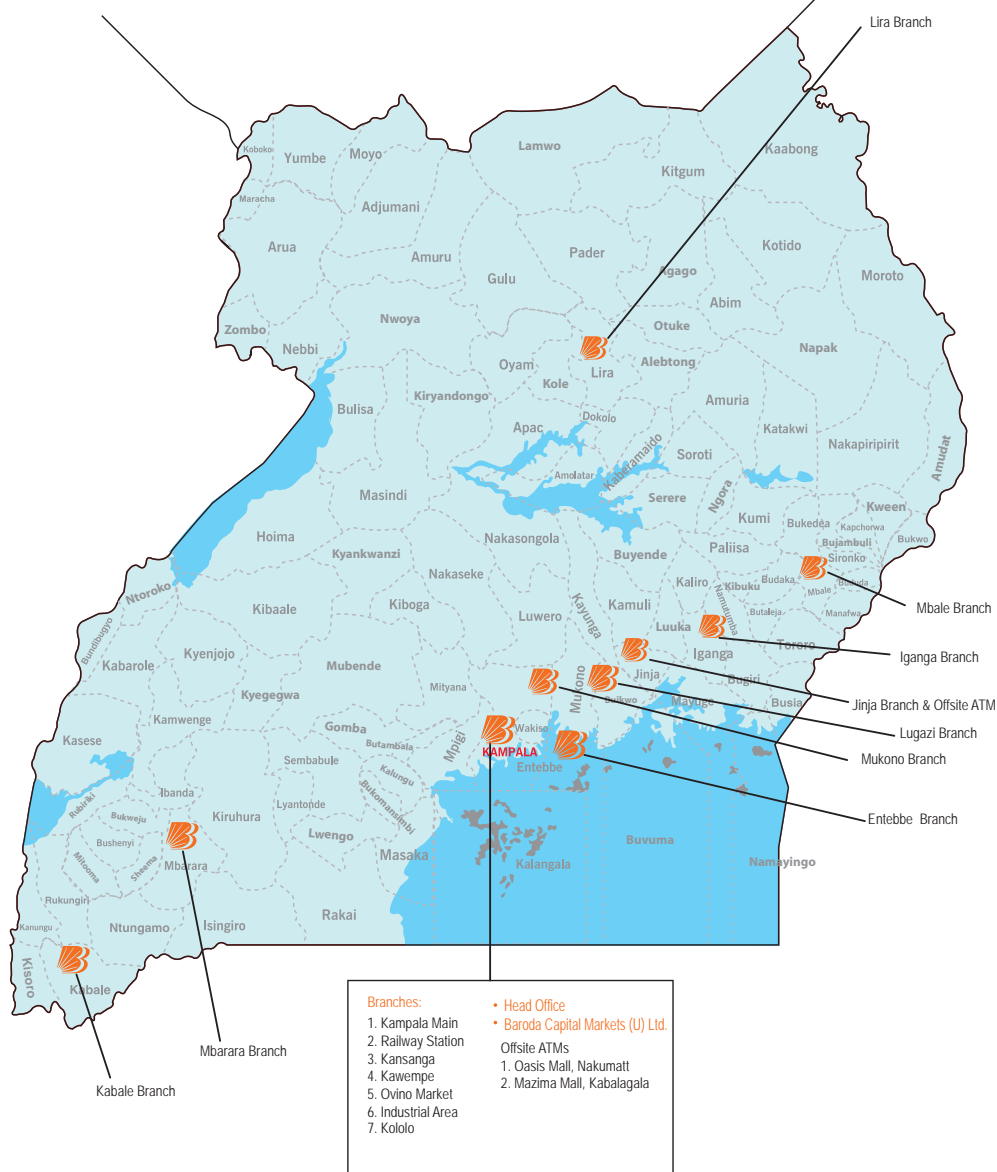 Lira Branch
Kaabong
Lamwo
Koboko
Yumbe
Moyo
Kitgum
Maracha
Adjumani
Arua
Kotido
Amuru
Pader
Agago
Gulu
Moroto
Abim
Nwoya
Zombo
Otuke
Nebbi
Napak
Oyam
Alebtong
Lira
Kole
Kiryandongo
Bulisa
Amuria
Dokolo
Apac
Katakwi
Nakapiripirit
Amudat
Kaberamaido
Soroti
Amolatar
Masindi
Serere
Ngora
Kween
Kumi
Bukedea
Kapchorwa
Hoima
Nakasongola
Bujambuli
Bukwo
Kyankwanzi
Buyende
Paliisa
Sironko
Nakaseke
Kaliro
Kibuku
Budaka
Bududa
Mbale
Ntoroko
Namutumba
Kibaale
Kiboga
Luwero
Kayunga
Kamuli
Butaleja
Manafwa
Mbale Branch
Bundibugyo
Luuka
Tororo
Kyenjojo
Iganga
Iganga Branch
Kabarole
Mubende
Jinja
Bugiri
Mityana
Mukono
Buikwo
Mayuge
Busia
Jinja Branch & Offsite ATM
Kyegegwa
Kamwenge
Gomba
Wakiso
Lugazi Branch
Kasese
Butambala
Mpigi
KAMPALA
Mukono Branch
Sembabule
Entebbe
Kalungu
Ibanda
Rubiriki
Lyantonde
Bukomansimbi
Bukweju
Kiruhura
Entebbe Branch
Bushenyi
Lwengo
Buvuma
Masaka
Mitooma
Sheema
Mbarara
Kalangala
Namayingo
Rukungiri
Rakai
Kanungu
Ntungamo
Isingiro
Kisoro
Kabale
Mbarara Branch
Kabale Branch
Branches:
1. Kampala Main
2. Railway Station
3. Kansanga
4. Kawempe
5. Ovino Market
6. Industrial Area
7. Kololo
• Head Office
• Baroda Capital Markets (U) Ltd.
Offsite ATMs
1. Oasis Mall, Nakumatt
2. Mazima Mall, Kabalagala